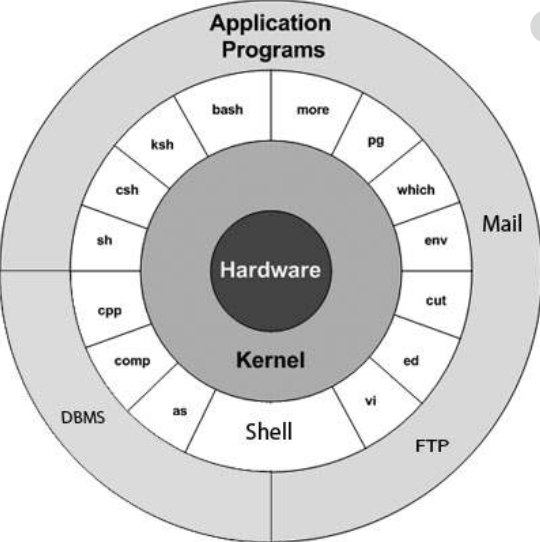 Application
Programs
bash
more
ksh
pg
csh
which
sh
env
Mail
Hardware
cpp
cut
comp
Kernel
ed
as
Shell
vi
DBMS
FTP